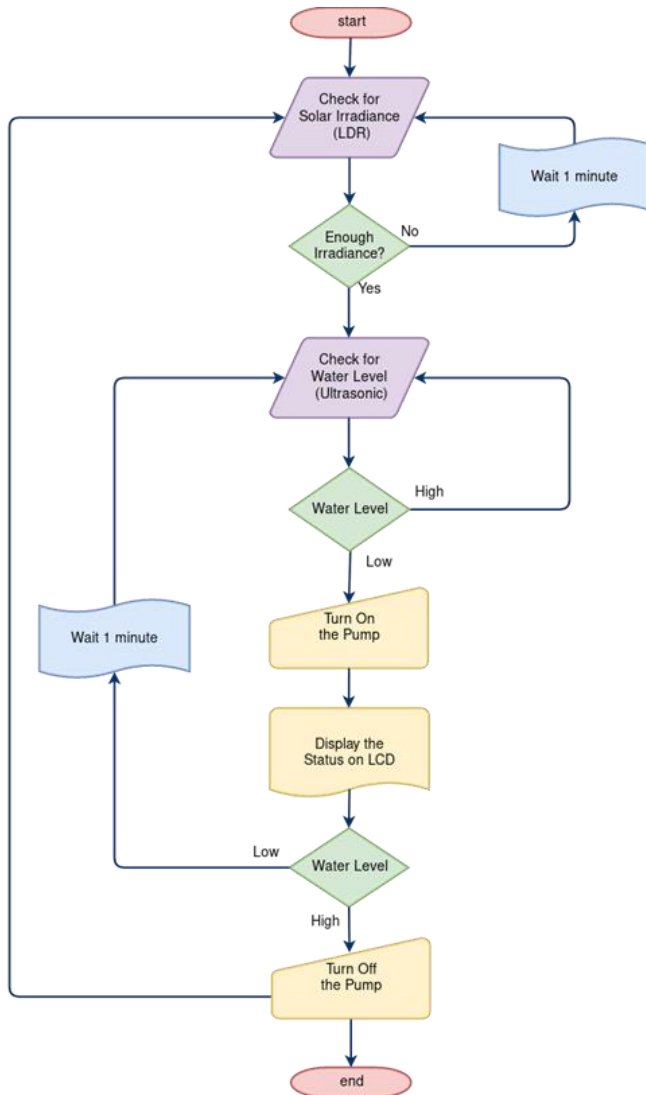 start
Check for
Solar Irradiance
(LDR)
Wait 1 minute
Enough
Irradiance?
No
Yes
Check for
Water Level
(Ultrasonic)
Water Level
High
Low
Turn On
the Pump
Wait 1 minute
Display the
Status on LCD
Low
Water Level
High
Turn Off
the Pump
end